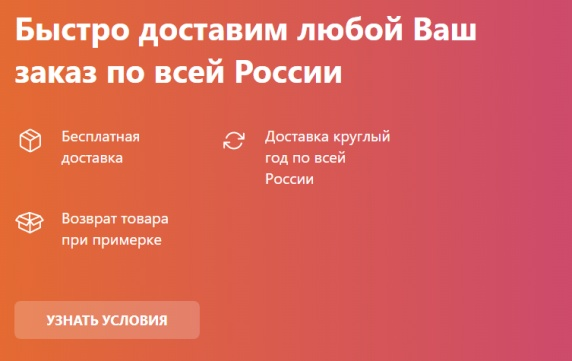 Быстро доставим любой Ваш
заказ по всей России
Бесплатная
доставка
Доставка круглый
год по всей
России
Возврат товара
при примерке
УЗНАТЬ УСЛОВИЯ